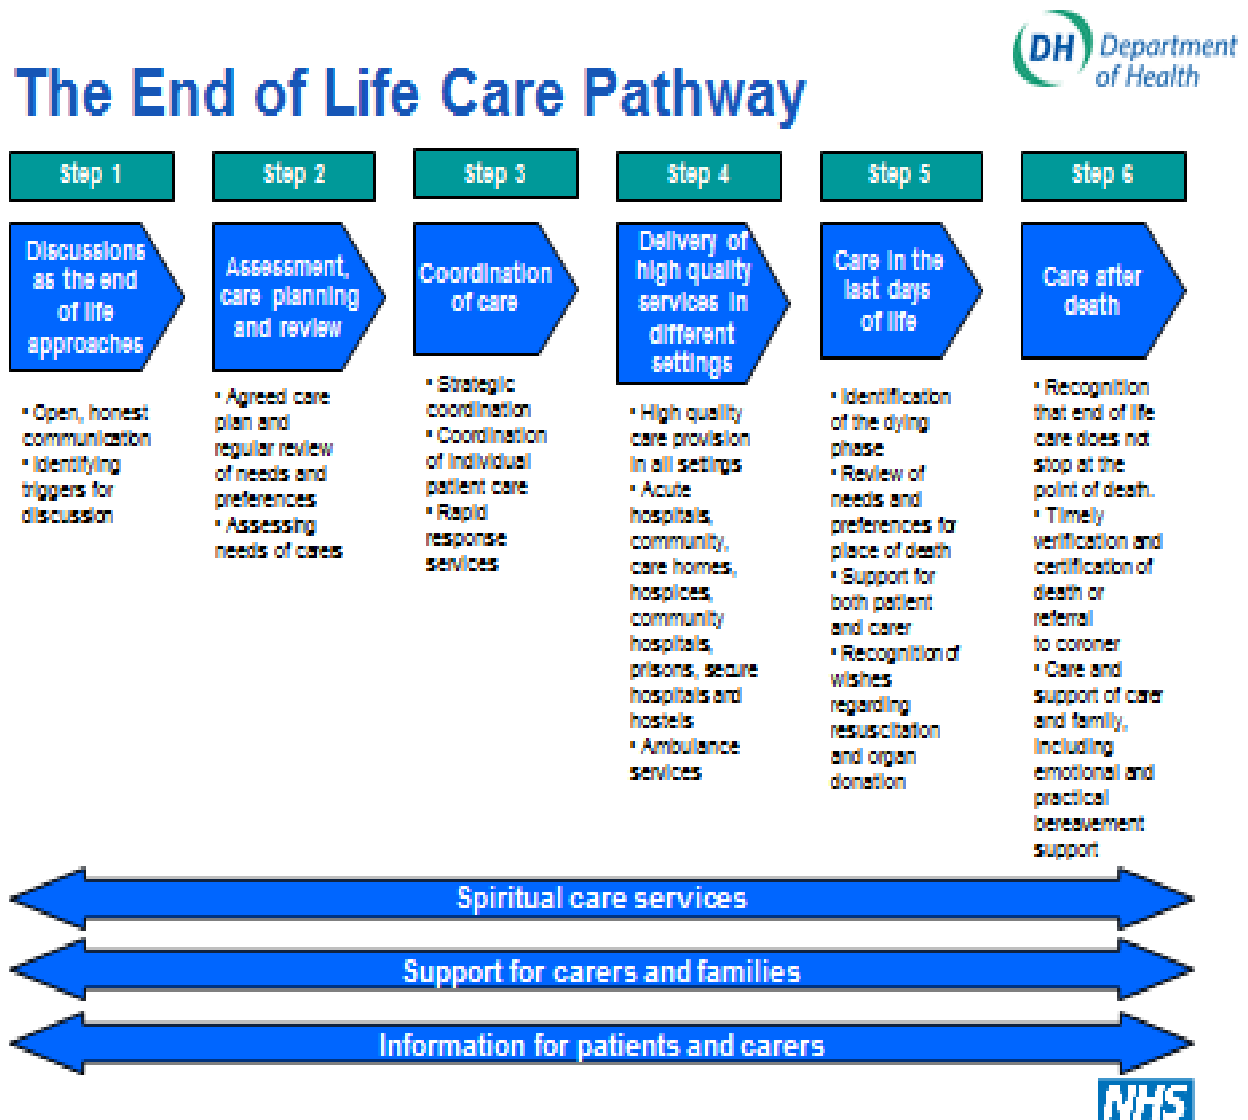 DH Department
of Health
The End of Life Care Pathway
Step 1
Discussions
as the end
of life
approaches
• Open, honest
communication
• Identifying
triggers for
discussion
Step 2
Assessment,
care planning
and review
• Agreed care
plan and
regular review
of needs and
preferences
• Assessing
needs of carers
Step 3
Coordination
of care
• Strategic
coordination
• Coordination
of individual
patient care
• Rapid
response
services
Step 4
Delivery of
high quality
services in
different
settings
• High quality
care provision
in all settings
• Acute
hospitals,
community,
care homes,
hospices,
community
hospitals,
prisons, secure
hospitals and
hostels
• Ambulance
services
Step 5
Care in the
last days
of life
• Identification
of the dying
phase
• Review of
needs and
preferences for
place of death
• Support for
both patient
and carer
• Recognition of
wishes
regarding
resuscitation
and organ
donation
Step 6
Care after
death
• Recognition
that end of life
care does not
stop at the
point of death.
• Timely
verification and
certification of
death or
referral
to coroner
• Care and
support of carer
and family,
including
emotional and
practical
bereavement
support
Spiritual care services
Support for carers and families
Information for patients and carers
NHS